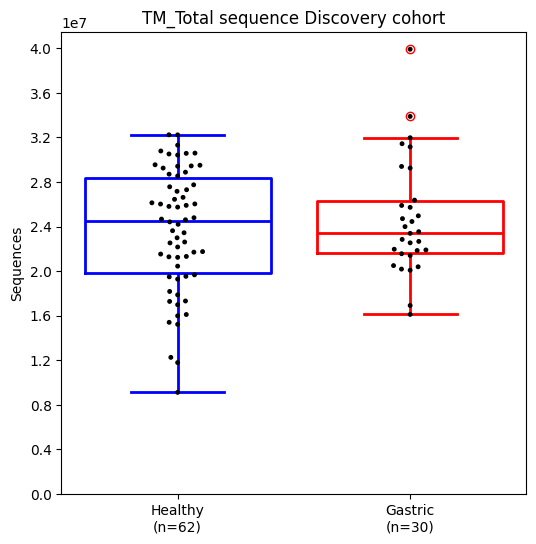 TM_Total sequence Discovery cohort
1e7
4.0
3.6
3.2
2.8
2.4
2.0
1.6
1.2
0.8
0.4
0.0
Sequences
Healthy
(n=62)
Gastric
(n=30)